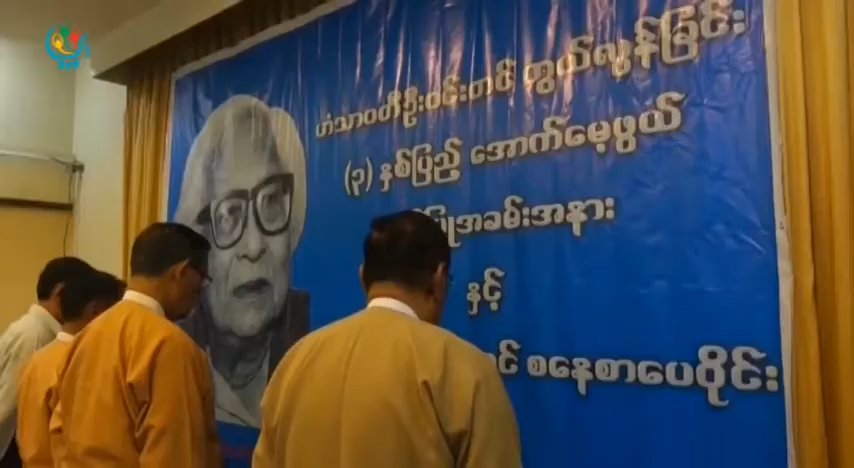 ဟံသာဝတီဦးဝင်းတင် ကွယ်လွန်ခြင်း
(၃) နှစ်ပြည့် အောက်မေ့ဖွယ်
အခမ်းအနား
နှင့်
စနေစာပေဝိုင်း